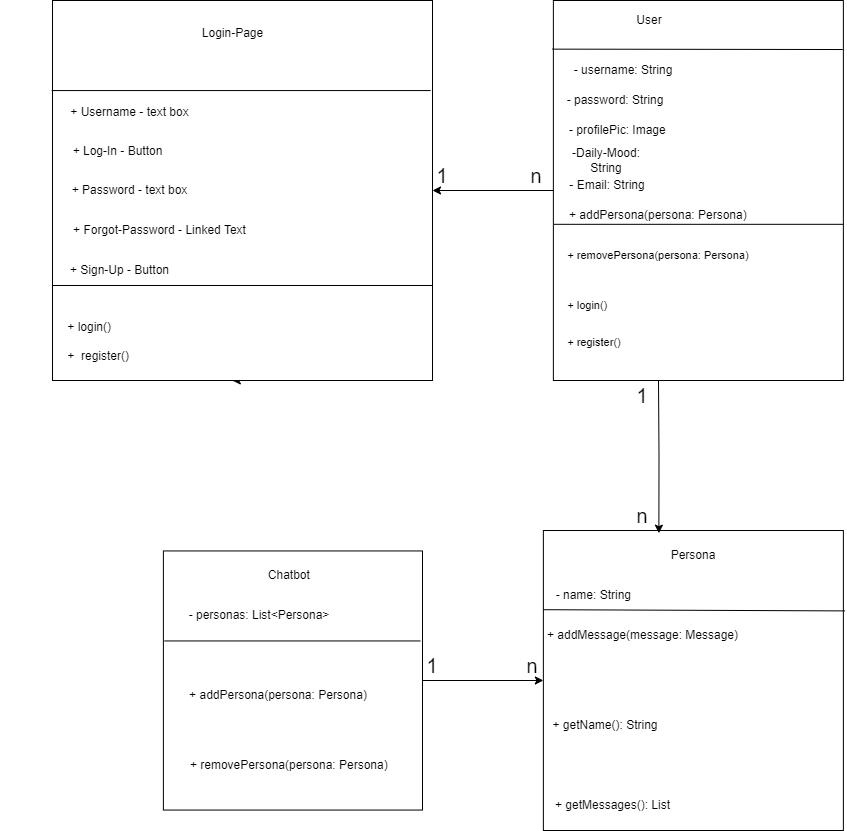 Login-Page
+ Username - text box
+ Log-In - Button
+ Password - text box
+ Forgot-Password - Linked Text
+ Sign-Up - Button
+ login()
+ register()
1
n
User
- username: String
- password: String
- profilePic: Image
-Daily-Mood:
String
- Email: String
+ addPersona(persona: Persona)
+ removePersona(persona: Persona)
+ login()
+ register()
1
n
Chatbot
- personas: List<Persona>
+ addPersona(persona: Persona)
+ removePersona(persona: Persona)
1
n
Persona
- name: String
+ addMessage(message: Message)
+ getName(): String
+ getMessages(): List